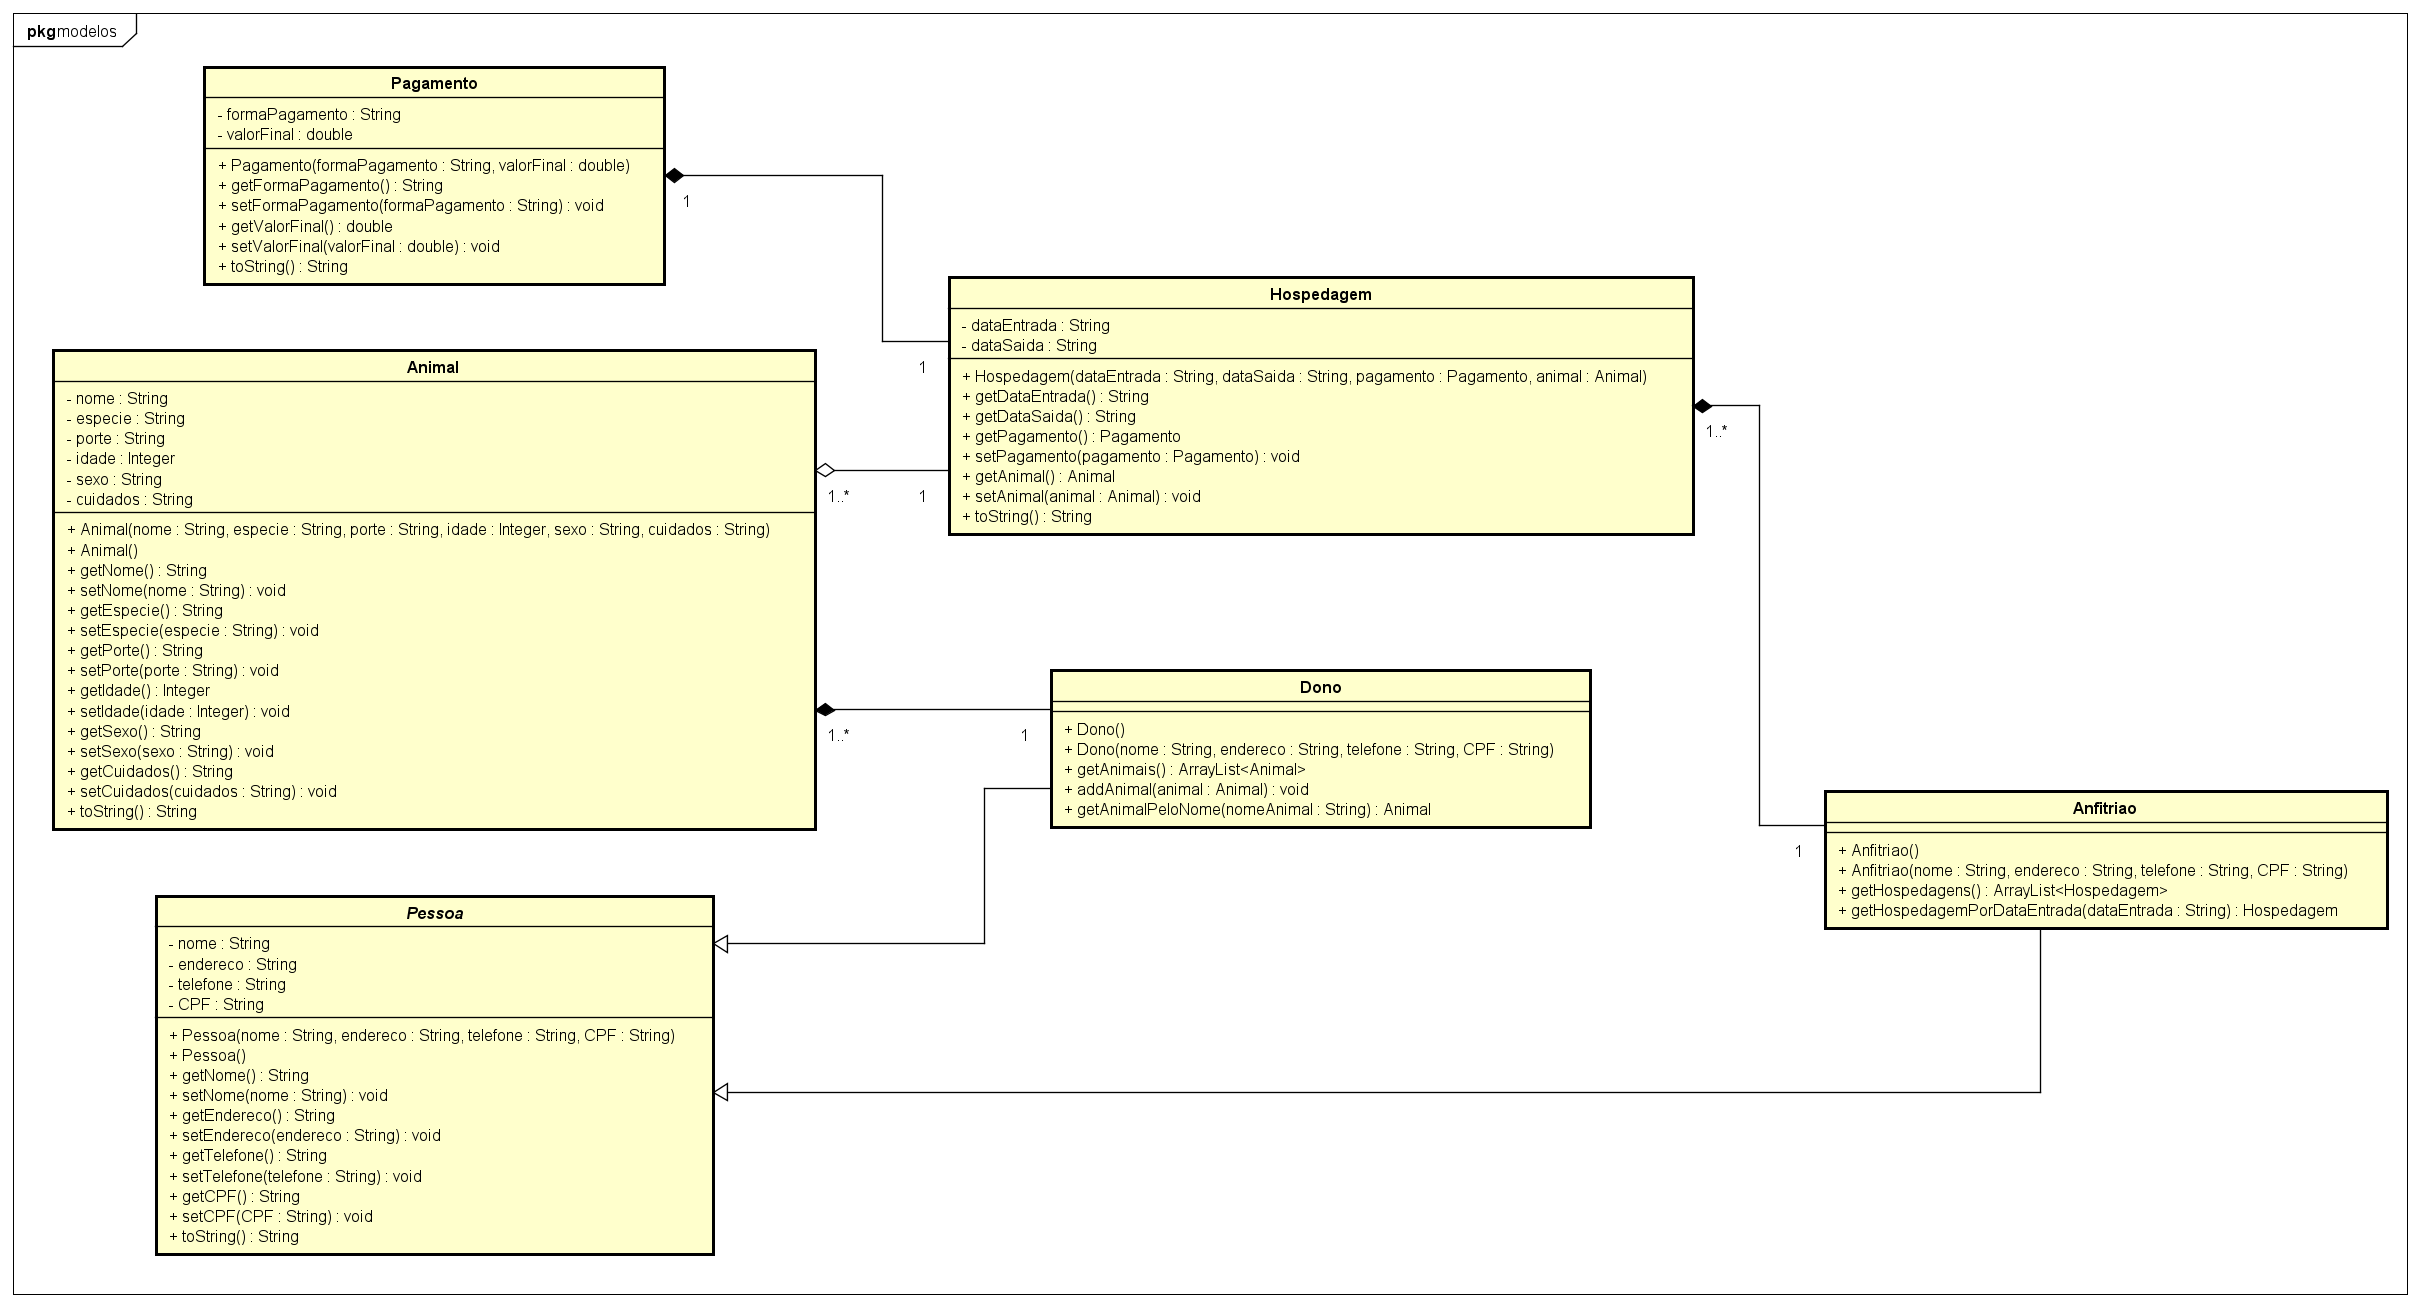 pkg modelos
Pagamento
- formaPagamento : String
- valorFinal : double
+ Pagamento(formaPagamento : String, valorFinal : double)
+ getFormaPagamento() : String
+ setFormaPagamento(formaPagamento : String) : void
+ getValorFinal() : double
+ setValorFinal(valorFinal : double) : void
+ toString() : String
1
1
Hospedagem
- dataEntrada : String
- dataSaida : String
+ Hospedagem(dataEntrada : String, dataSaida : String, pagamento : Pagamento, animal : Animal)
+ getDataEntrada() : String
+ getDataSaida() : String
+ getPagamento() : Pagamento
+ setPagamento(pagamento : Pagamento) : void
+ getAnimal() : Animal
+ setAnimal(animal : Animal) : void
+ toString() : String
1..*
1
Animal
- nome : String
- especie : String
- porte : String
- idade : Integer
- sexo : String
- cuidados : String
+ Animal(nome : String, especie : String, porte : String, idade : Integer, sexo : String, cuidados : String)
+ Animal()
+ getNome() : String
+ setNome(nome : String) : void
+ getEspecie() : String
+ setEspecie(especie : String) : void
+ getPorte() : String
+ setPorte(porte : String) : void
+ getIdade() : Integer
+ setIdade(idade : Integer) : void
+ getSexo() : String
+ setSexo(sexo : String) : void
+ getCuidados() : String
+ setCuidados(cuidados : String) : void
+ toString() : String
1..*
1
1..*
1
Dono
+ Dono()
+ Dono(nome : String, endereco : String, telefone : String, CPF : String)
+ getAnimais() : ArrayList<Animal>
+ addAnimal(animal : Animal) : void
+ getAnimalPeloNome(nomeAnimal : String) : Animal
Anfitriao
+ Anfitriao()
+ Anfitriao(nome : String, endereco : String, telefone : String, CPF : String)
+ getHospedagens() : ArrayList<Hospedagem>
+ getHospedagemPorDataEntrada(dataEntrada : String) : Hospedagem
Pessoa
- nome : String
- endereco : String
- telefone : String
- CPF : String
+ Pessoa(nome : String, endereco : String, telefone : String, CPF : String)
+ Pessoa()
+ getNome() : String
+ setNome(nome : String) : void
+ getEndereco() : String
+ setEndereco(endereco : String) : void
+ getTelefone() : String
+ setTelefone(telefone : String) : void
+ getCPF() : String
+ setCPF(CPF : String) : void
+ toString() : String